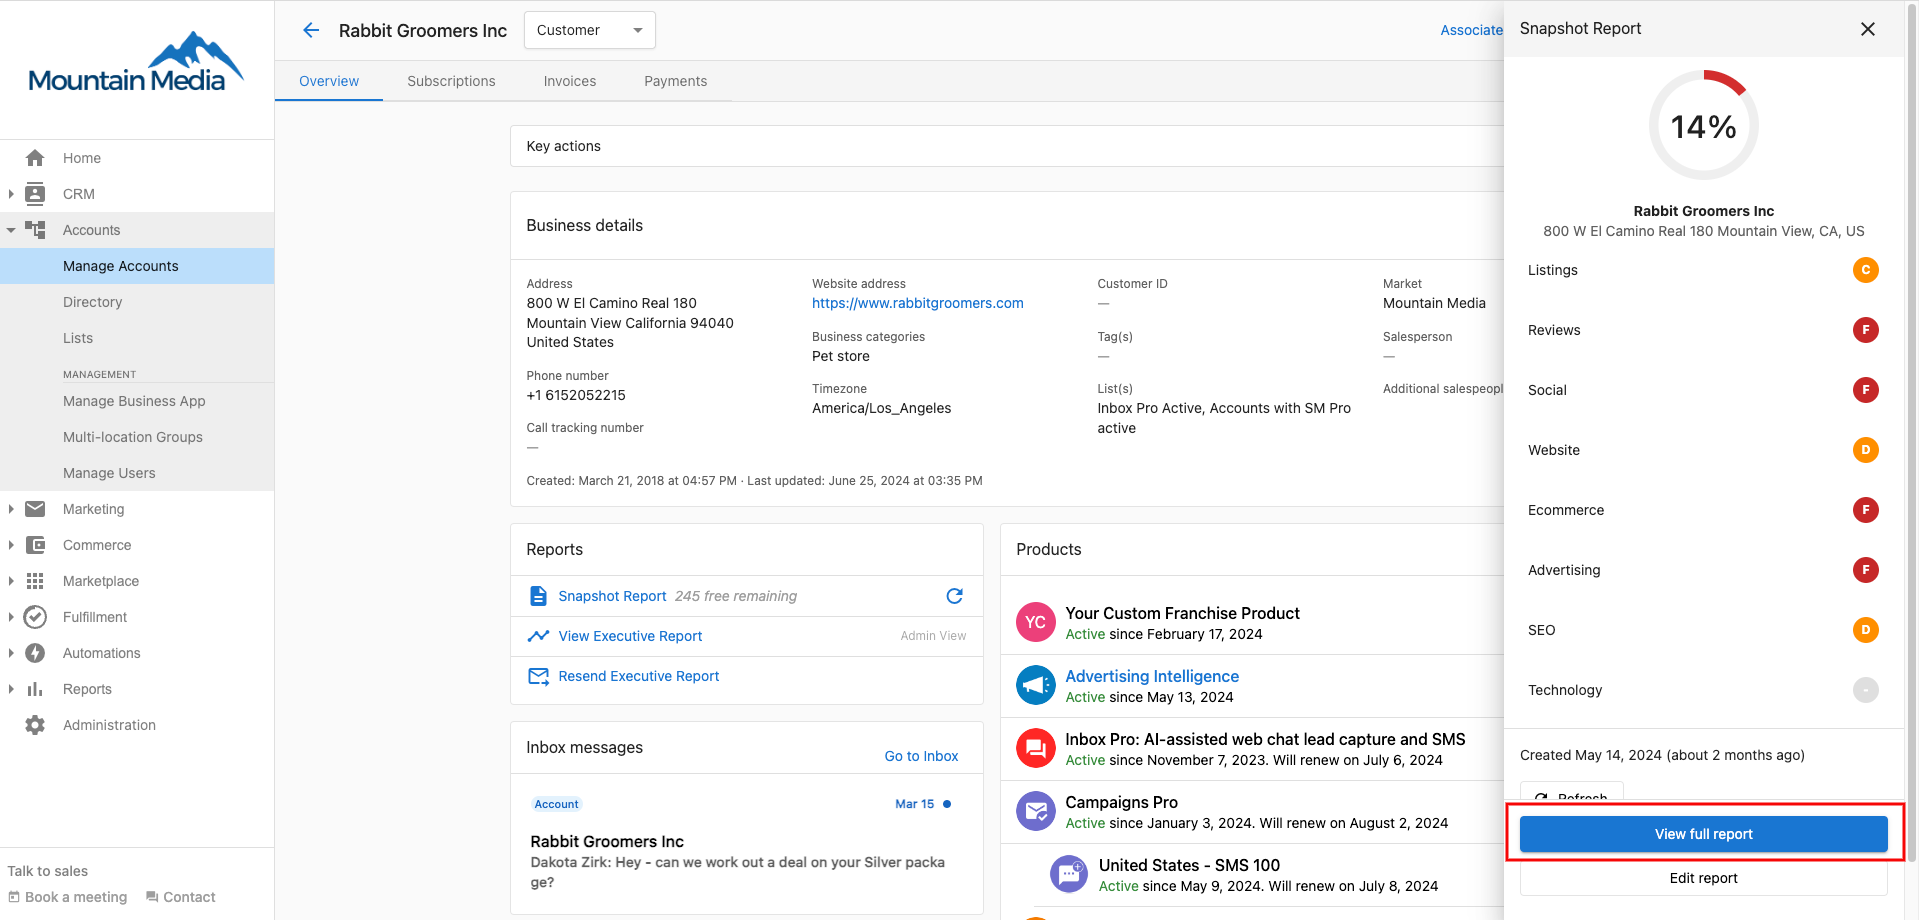 Mountain Media
Home
CRM
Accounts
Manage Accounts
Directory
Lists
MANAGEMENT
Manage Business App
Multi-location Groups
Manage Users
Marketing
Commerce
Marketplace
Fulfillment
Automations
Reports
Administration
Talk to sales
Book a meeting
Contact
Rabbit Groomers Inc
Customer
Associate
Overview
Subscriptions
Invoices
Payments
Key actions
Business details
Address
800 W El Camino Real 180
Mountain View California 94040
United States
Phone number
+1 6152052215
Call tracking number
—
Website address
https://www.rabbitgroomers.com
Business categories
Pet store
Timezone
America/Los_Angeles
Customer ID
—
Tag(s)
—
List(s)
Inbox Pro Active, Accounts with SM Pro
active
Market
Mountain Media
Salesperson
—
Additional salespeopl
Created: March 21, 2018 at 04:57 PM · Last updated: June 25, 2024 at 03:35 PM
Reports
Snapshot Report 245 free remaining
View Executive Report
Admin View
Resend Executive Report
Inbox messages
Go to Inbox
Account
Mar 15
Rabbit Groomers Inc
Dakota Zirk: Hey - can we work out a deal on your Silver packa
ge?
Products
YC
Your Custom Franchise Product
Active since February 17, 2024
Advertising Intelligence
Active since May 13, 2024
Inbox Pro: AI-assisted web chat lead capture and SMS
Active since November 7, 2023. Will renew on July 6, 2024
Campaigns Pro
Active since January 3, 2024. Will renew on August 2, 2024
United States - SMS 100
Active since May 9, 2024. Will renew on July 8, 2024
Snapshot Report
14%
Rabbit Groomers Inc
800 W El Camino Real 180 Mountain View, CA, US
Listings C
Reviews F
Social F
Website D
Ecommerce F
Advertising F
SEO D
Technology -
Created May 14, 2024 (about 2 months ago)
Refresh
View full report
Edit report